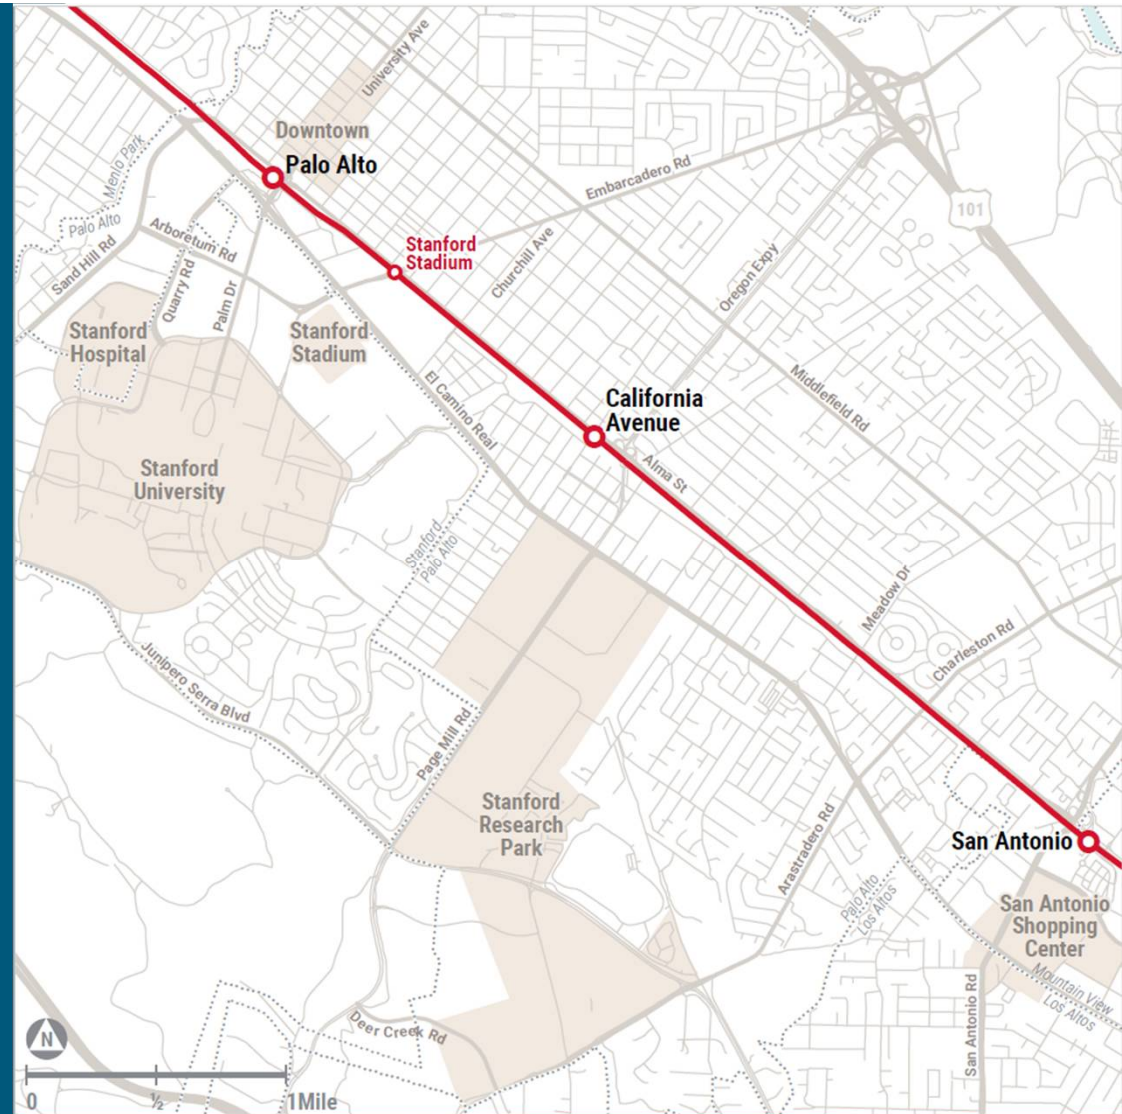 University Ave
Downtown
Palo Alto
Menlo Park
Palo Alto
Embarcadero Rd
101
Sand Hill Rd
Arboretum Rd
Quarry Rd
Palm Dr
Stanford
Stadium
Churchill Ave
Oregon Expy
Stanford
Hospital
Stanford
Stadium
El Camino Real
Middlefield Rd
California
Avenue
Alma St
Stanford
University
Stanford
Palo Alto
Meadow Dr
Charleston Rd
Junipero Serra Blvd
Page Mill Rd
Stanford
Research
Park
Arastradero Rd
San Antonio
Palo Alto
Los Altos
San Antonio
Shopping
Center
Mountain View
Los Altos
San Antonio Rd
Deer Creek Rd
N
0 ½ 1Mile